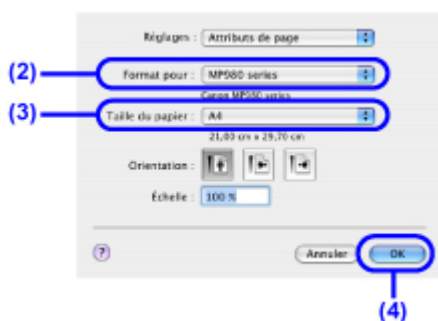 Réglages : Attributs de page
(2) Format pour : MP980 series
Canon MP980 series
(3) Taille du papier : A4
21,00 cm x 29,70 cm
Orientation :
Échelle : 100 %
? Annuler OK
(4)